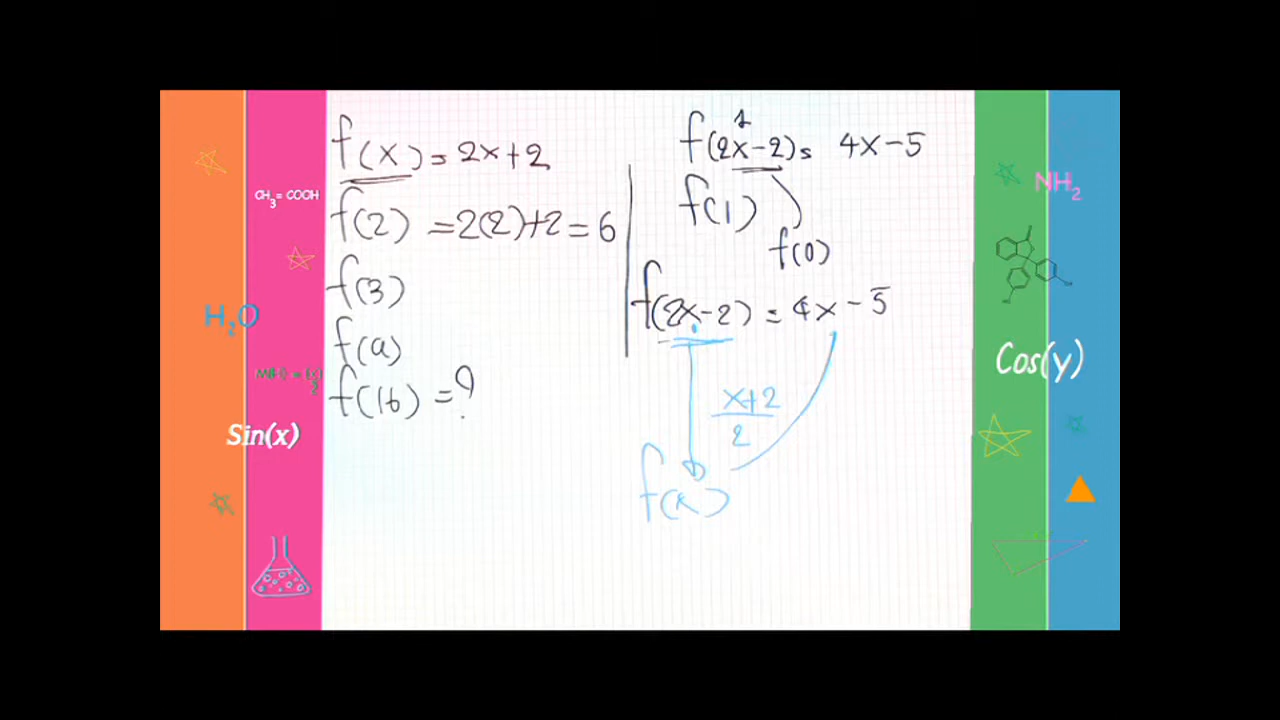 f(x) = 2x+2
f(2) = 2(2)+2 = 6
f(3)
f(a)
f(16) = ?
1
f(2x-2) = 4x-5
f(1)
f(0)
f(2x-2) = 4x-5
x+2
2
f(x)
CH3= COOH
H2O
Sin(x)
NH2
Cos(y)